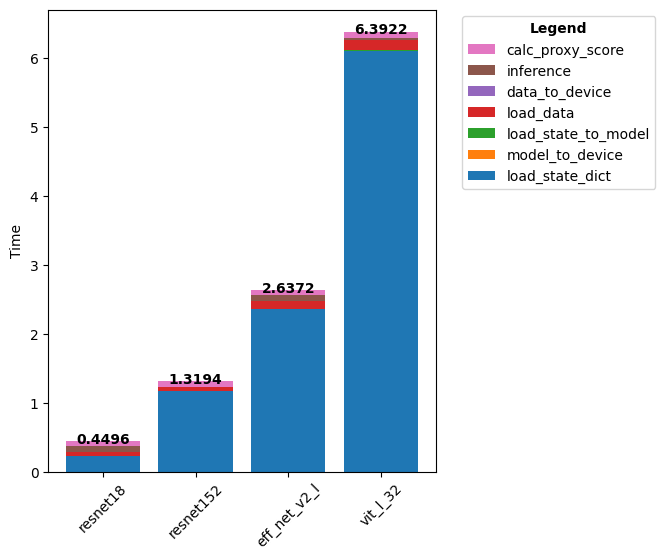 6.3922
2.6372
1.3194
0.4496
6
5
4
3
2
1
0
Time
resnet18
resnet152
eff_net_v2_l
vit_l_32
Legend
calc_proxy_score
inference
data_to_device
load_data
load_state_to_model
model_to_device
load_state_dict